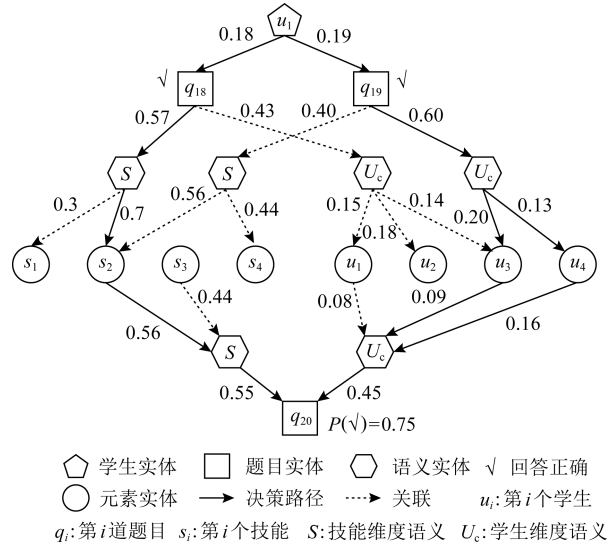 u1
0.18 0.19
√ q18 q19 √
0.57 0.43 0.40 0.60
S S Uc Uc
0.3 0.7 0.56 0.44 0.15 0.18 0.14 0.20 0.13
s1 s2 s3 s4 u1 u2 u3 u4
0.56 0.44 0.08 0.09 0.16
S Uc
0.55 0.45
q20 P(√)=0.75
学生实体 题目实体 语义实体 √ 回答正确
元素实体 决策路径 关联 ui:第i个学生
qi:第i道题目 si:第i个技能 S:技能维度语义 Uc:学生维度语义